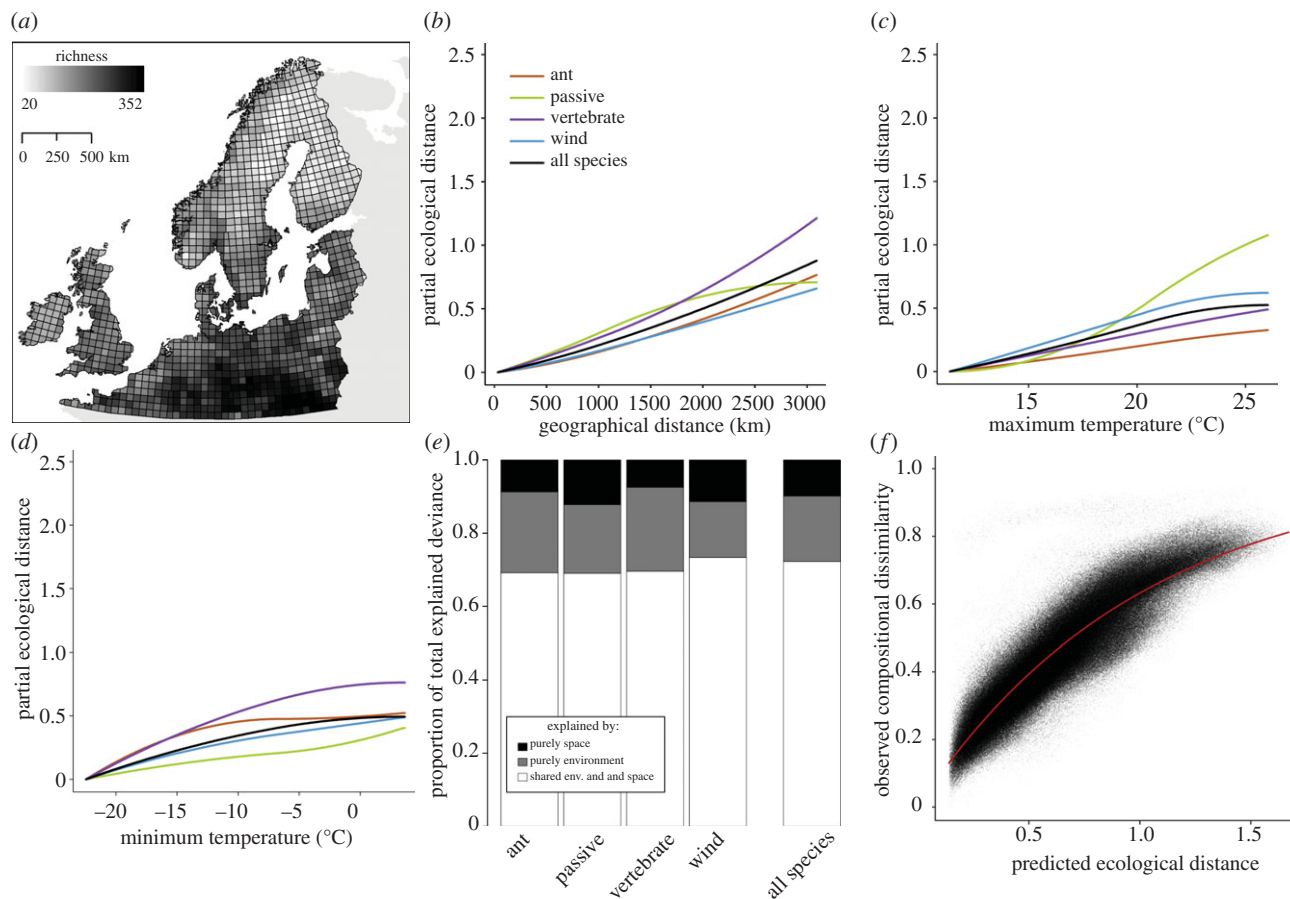 (a)
richness
20 352
0 250 500 km
(b)
2.5
2.0
1.5
1.0
0.5
0
partial ecological distance
ant
passive
vertebrate
wind
all species
0 500 1000 1500 2000 2500 3000
geographical distance (km)
(c)
2.5
2.0
1.5
1.0
0.5
0
partial ecological distance
15 20 25
maximum temperature (°C)
(d)
2.5
2.0
1.5
1.0
0.5
0
partial ecological distance
−20 −15 −10 −5 0
minimum temperature (°C)
(e)
1.0
0.8
0.6
0.4
0.2
0
proportion of total explained deviance
explained by:
purely space
purely environment
shared env. and and space
ant
passive
vertebrate
wind
all species
(f)
1.0
0.8
0.6
0.4
0.2
0
observed compositional dissimilarity
0.5 1.0 1.5
predicted ecological distance